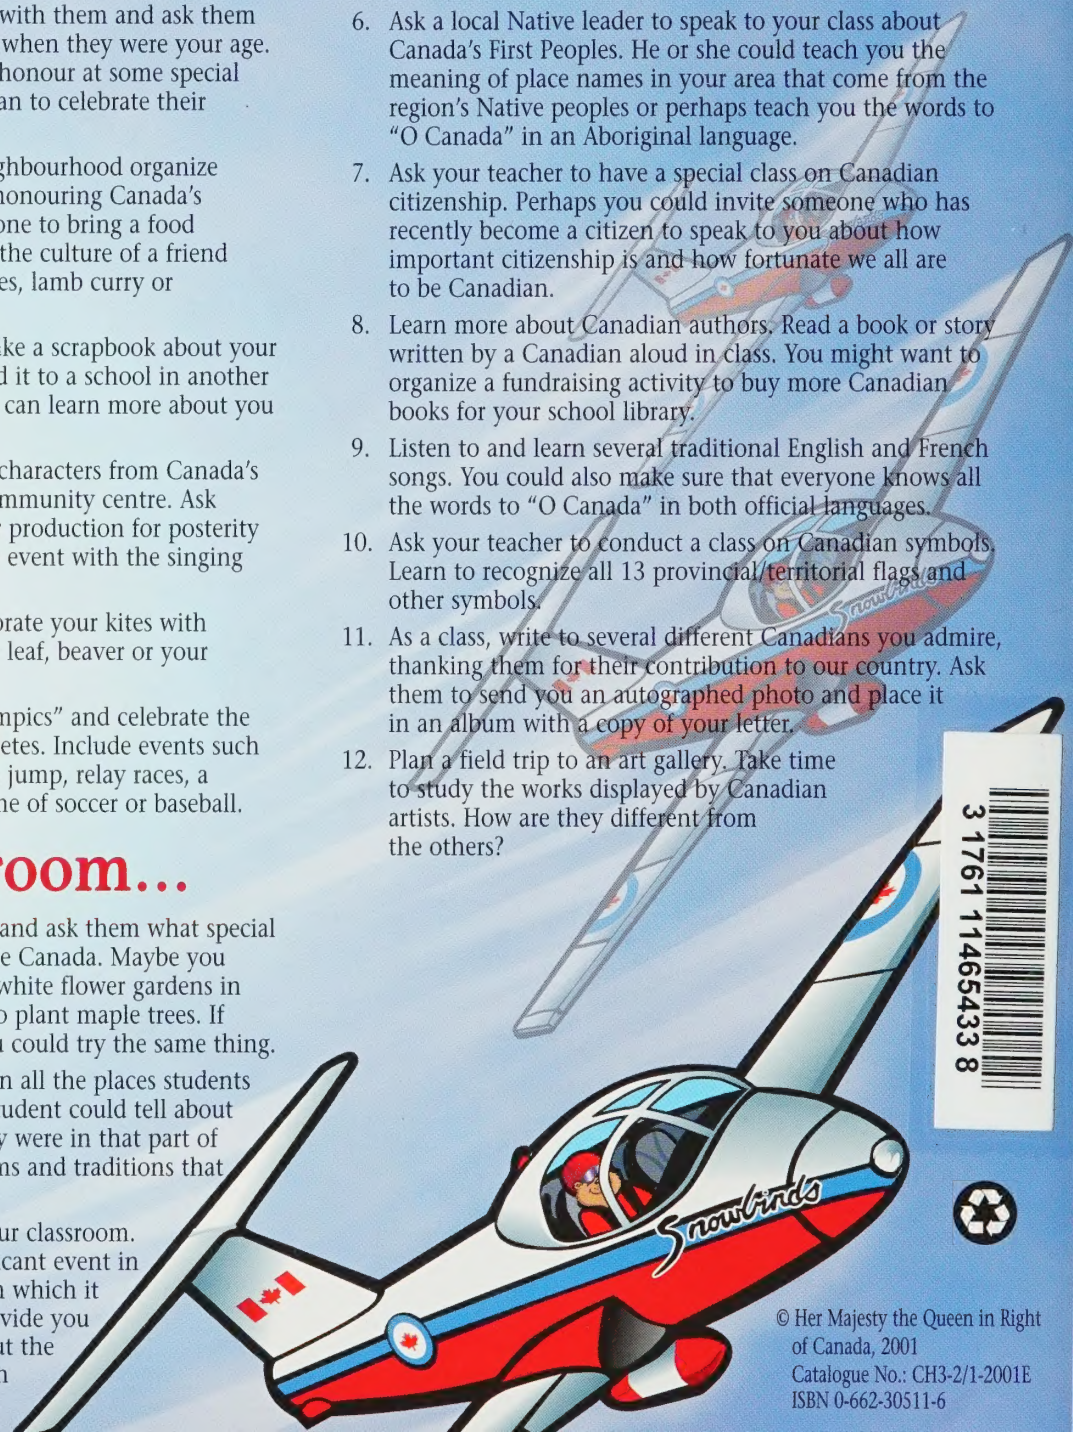 with them and ask them
when they were your age.
honour at some special
an to celebrate their
ghbourhood organize
honouring Canada's
one to bring a food
the culture of a friend
es, lamb curry or
ke a scrapbook about your
d it to a school in another
can learn more about you
characters from Canada's
mmunity centre. Ask
r production for posterity
event with the singing
orate your kites with
leaf, beaver or your
mpics” and celebrate the
etes. Include events such
jump, relay races, a
ne of soccer or baseball.
room...
and ask them what special
e Canada. Maybe you
white flower gardens in
o plant maple trees. If
u could try the same thing.
n all the places students
tudent could tell about
y were in that part of
ms and traditions that
ur classroom.
icant event in
n which it
vide you
ut the
n
6. Ask a local Native leader to speak to your class about
Canada's First Peoples. He or she could teach you the
meaning of place names in your area that come from the
region's Native peoples or perhaps teach you the words to
“O Canada” in an Aboriginal language.
7. Ask your teacher to have a special class on Canadian
citizenship. Perhaps you could invite someone who has
recently become a citizen to speak to you about how
important citizenship is and how fortunate we all are
to be Canadian.
8. Learn more about Canadian authors. Read a book or story
written by a Canadian aloud in class. You might want to
organize a fundraising activity to buy more Canadian
books for your school library.
9. Listen to and learn several traditional English and French
songs. You could also make sure that everyone knows all
the words to “O Canada” in both official languages.
10. Ask your teacher to conduct a class on Canadian symbols.
Learn to recognize all 13 provincial/territorial flags and
other symbols.
11. As a class, write to several different Canadians you admire,
thanking them for their contribution to our country. Ask
them to send you an autographed photo and place it
in an album with a copy of your letter.
12. Plan a field trip to an art gallery. Take time
to study the works displayed by Canadian
artists. How are they different from
the others?
Snowbirds
Snowbirds
3 1761 11465433 8
© Her Majesty the Queen in Right
of Canada, 2001
Catalogue No.: CH3-2/1-2001E
ISBN 0-662-30511-6